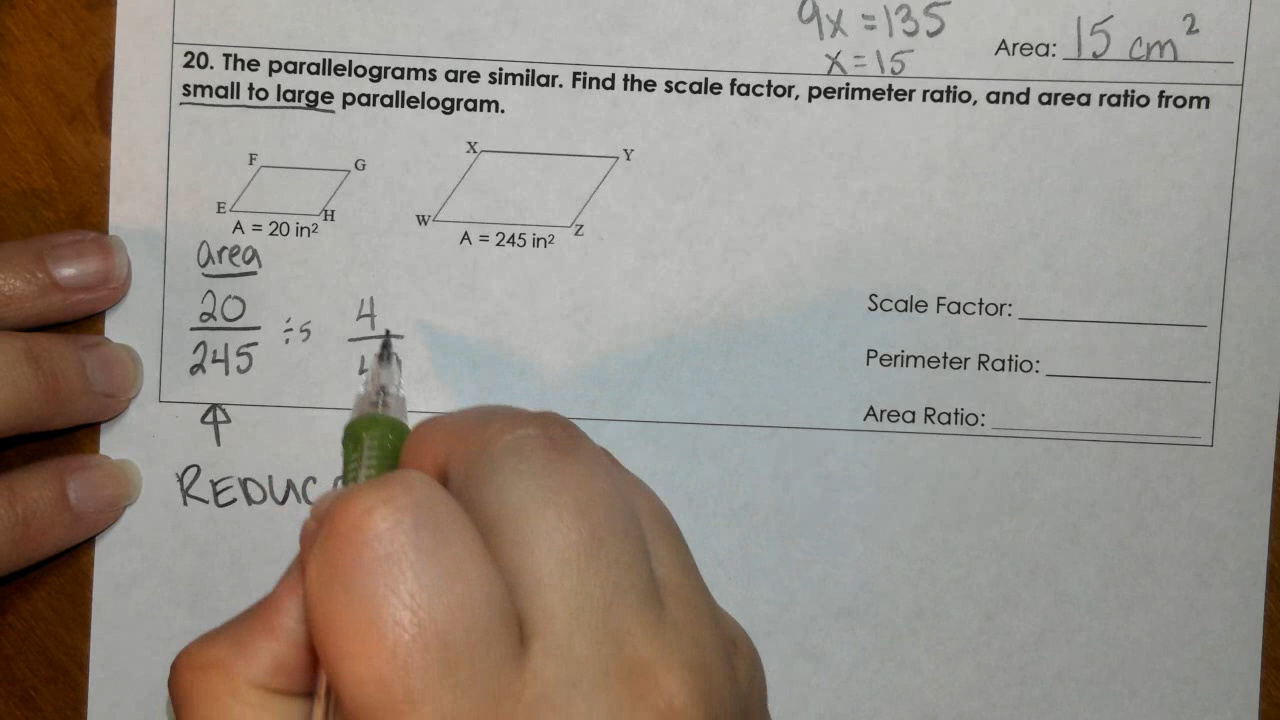 9x = 135
x = 15
Area: 15 cm²
20. The parallelograms are similar. Find the scale factor, perimeter ratio, and area ratio from
small to large parallelogram.
F G
E H
A = 20 in²
X Y
W Z
A = 245 in²
area
20
245
÷5
4
Scale Factor:
Perimeter Ratio:
Area Ratio: